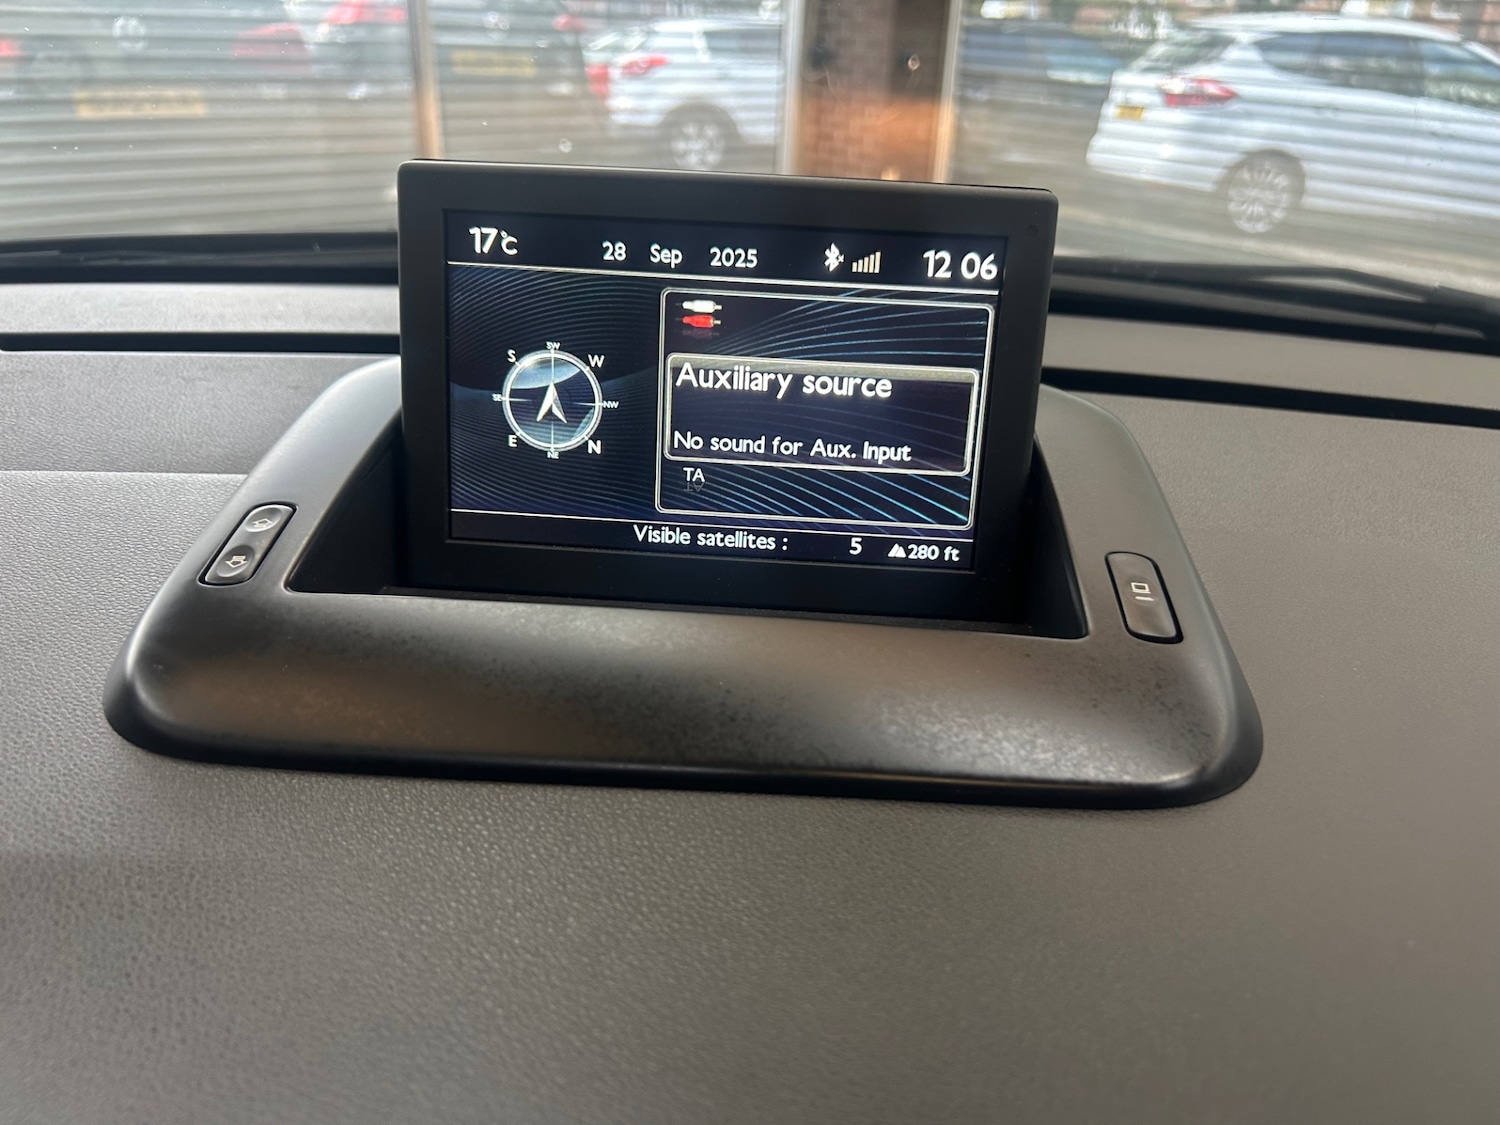 17°C 28 Sep 2025 12 06
SW
S W
SE NW
E N
NE
Auxiliary source
No sound for Aux. Input
TA
Visible satellites : 5 280 ft